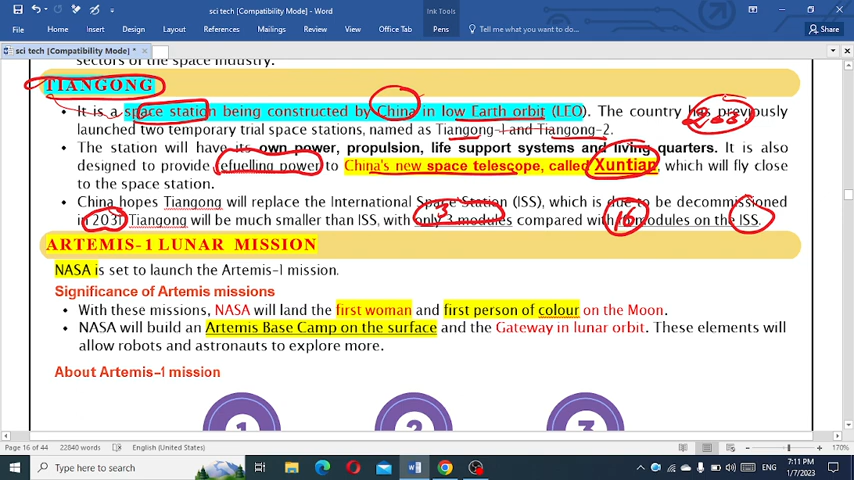 sci tech [Compatibility Mode] - Word
Ink Tools
File Home Insert Design Layout References Mailings Review View Office Tab Pens Tell me what you want to do... Share
sci tech [Compatibility Mode] *
sectors of the space industry.
TIANGONG
It is a space station being constructed by China in low Earth orbit (LEO). The country has previously
launched two temporary trial space stations, named as Tiangong-1 and Tiangong-2.
The station will have its own power, propulsion, life support systems and living quarters. It is also
designed to provide refuelling power to China's new space telescope, called Xuntian, which will fly close
to the space station.
China hopes Tiangong will replace the International Space Station (ISS), which is due to be decommissioned
in 2031. Tiangong will be much smaller than ISS, with only 3 modules compared with 16 modules on the ISS.
3
16
ARTEMIS-1 LUNAR MISSION
NASA is set to launch the Artemis-1 mission.
Significance of Artemis missions
With these missions, NASA will land the first woman and first person of colour on the Moon.
NASA will build an Artemis Base Camp on the surface and the Gateway in lunar orbit. These elements will
allow robots and astronauts to explore more.
About Artemis-1 mission
1 2 3
Page 16 of 44 22840 words English (United States) 170%
Type here to search
ENG
7:11 PM
1/7/2023